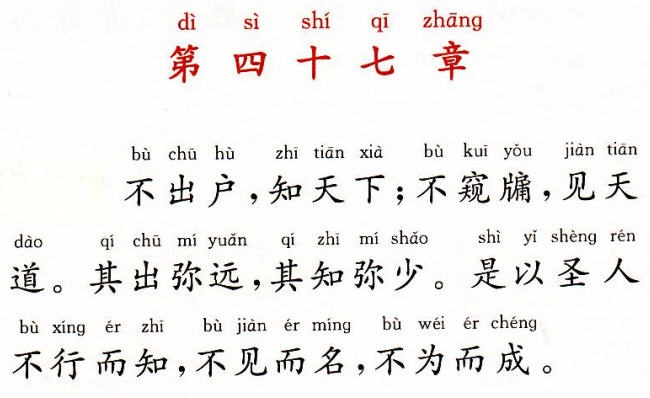 dì sì shí qī zhāng
第四十七章
bù chū hù zhī tiān xià bù kuī yǒu jiàn tiān
不出户，知天下；不窥牖，见天
dào qí chū mí yuǎn qí zhī mí shǎo shì yǐ shèng rén
道。其出弥远，其知弥少。是以圣人
bù xíng ér zhī bù jiàn ér míng bù wéi ér chéng
不行而知，不见而名，不为而成。